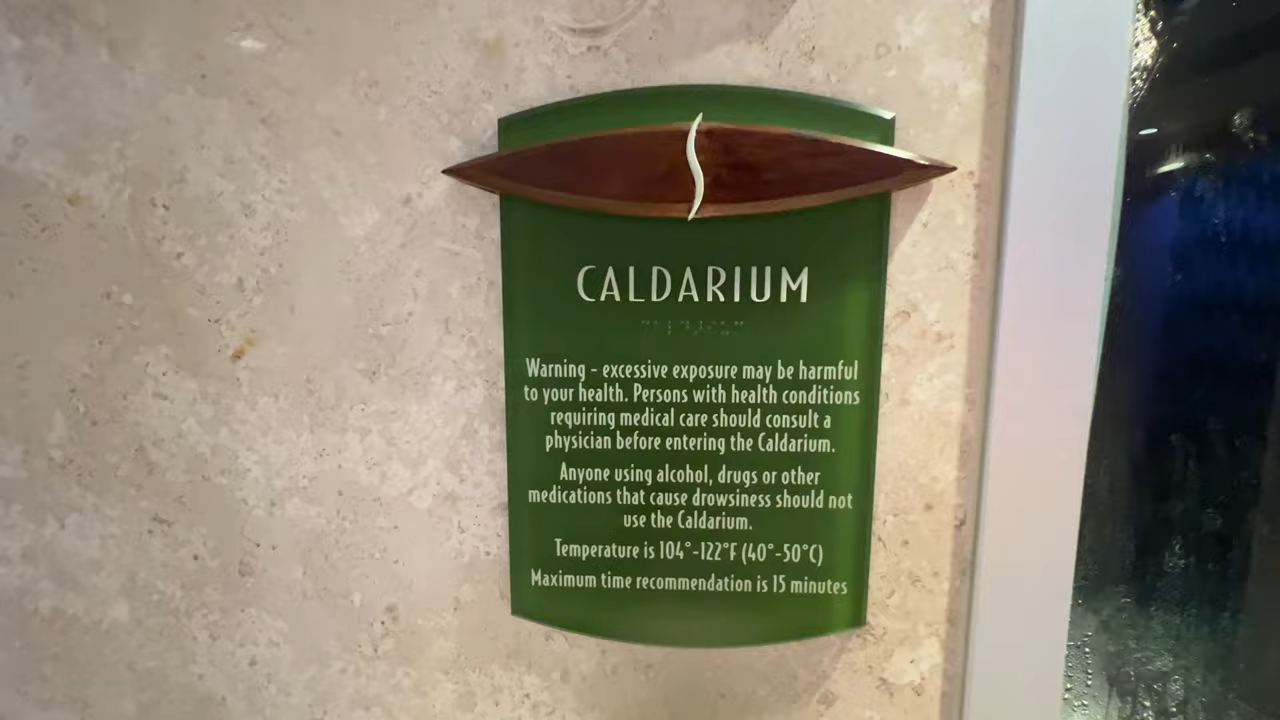 CALDARIUM
Warning - excessive exposure may be harmful
to your health. Persons with health conditions
requiring medical care should consult a
physician before entering the Caldarium.
Anyone using alcohol, drugs or other
medications that cause drowsiness should not
use the Caldarium.
Temperature is 104°-122°F (40°-50°C)
Maximum time recommendation is 15 minutes